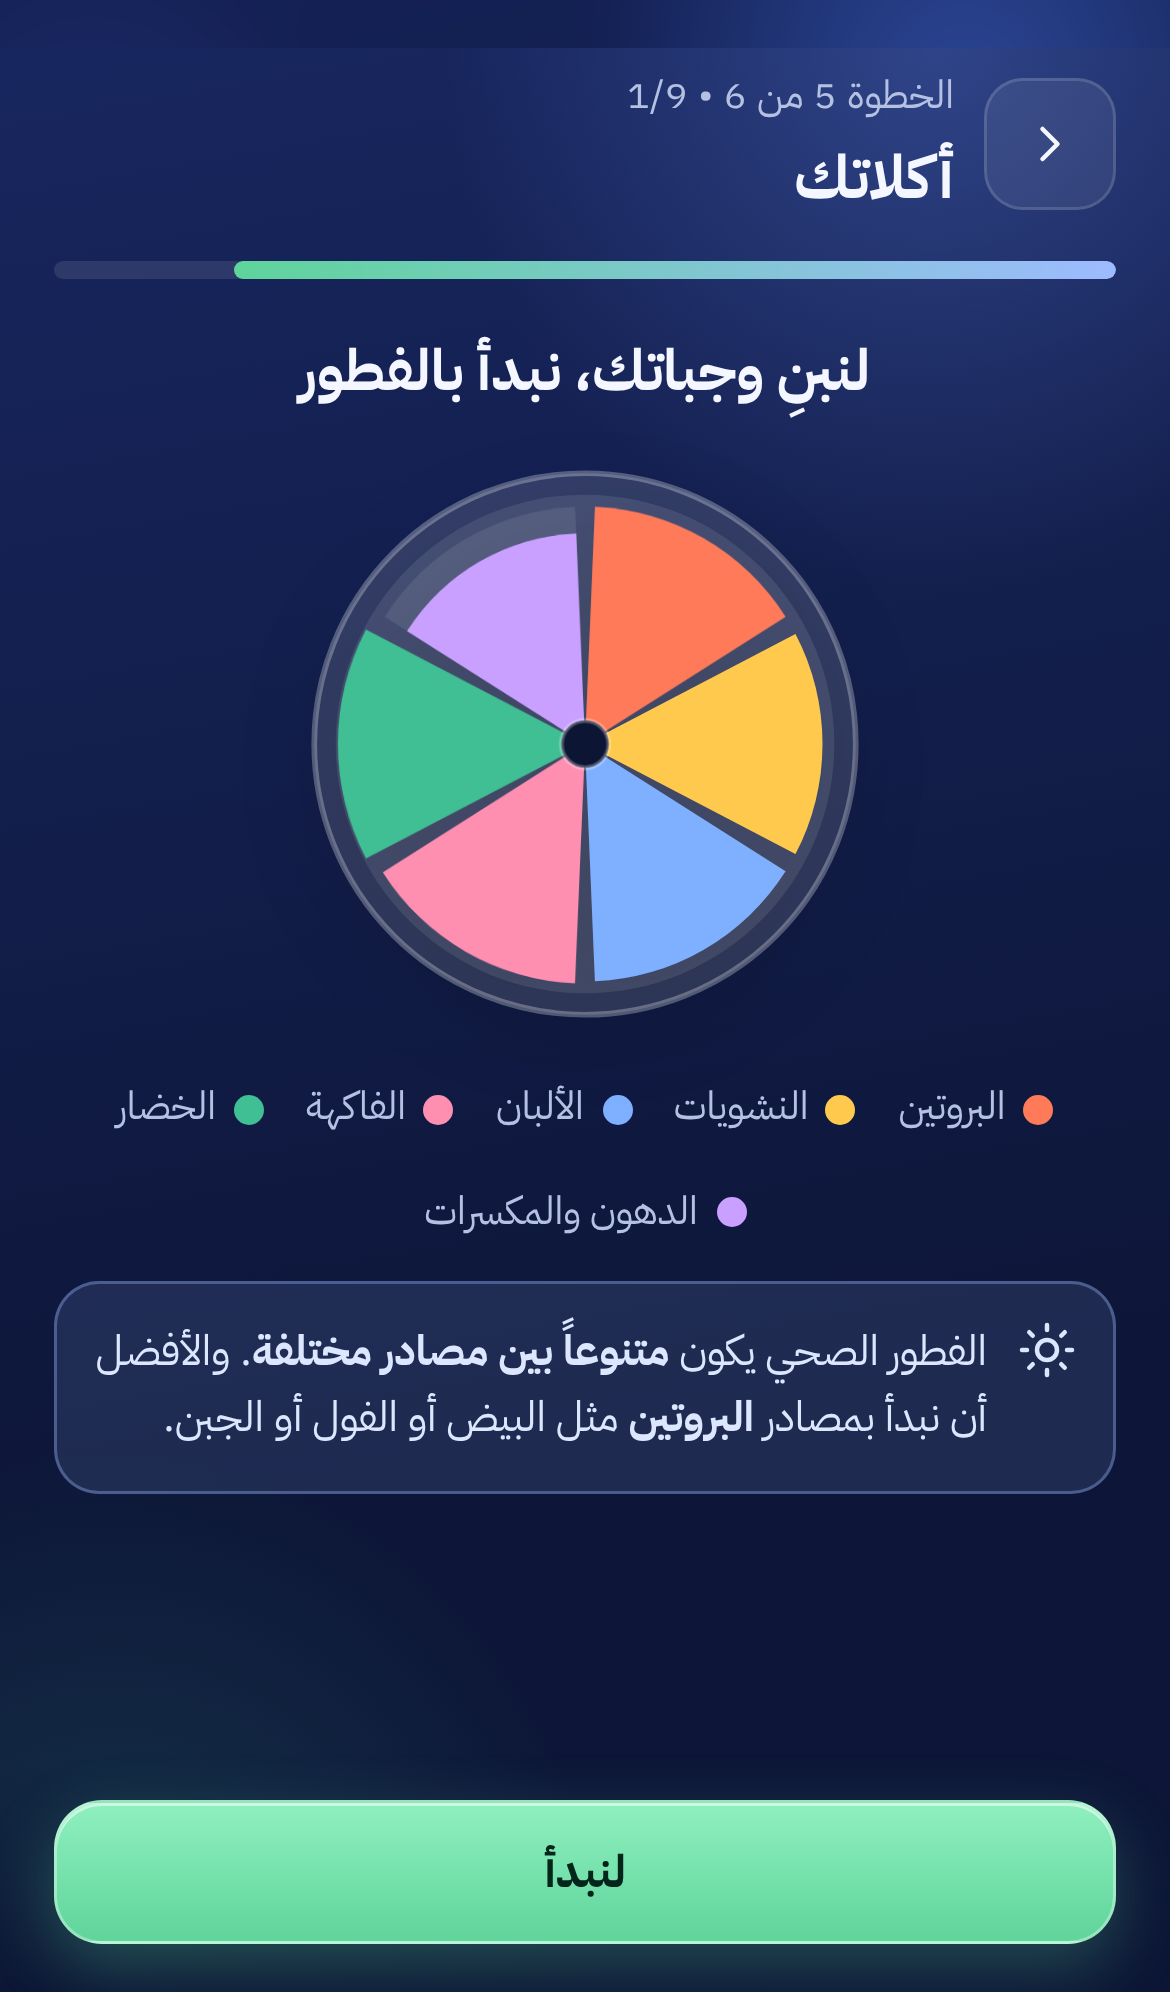 الخطوة 5 من 6 • 1/9
أكلاتك
لنبنِ وجباتك، نبدأ بالفطور
البروتين
النشويات
الألبان
الفاكهة
الخضار
الدهون والمكسرات
الفطور الصحي يكون متنوعاً بين مصادر مختلفة. والأفضل
أن نبدأ بمصادر البروتين مثل البيض أو الفول أو الجبن.
لنبدأ